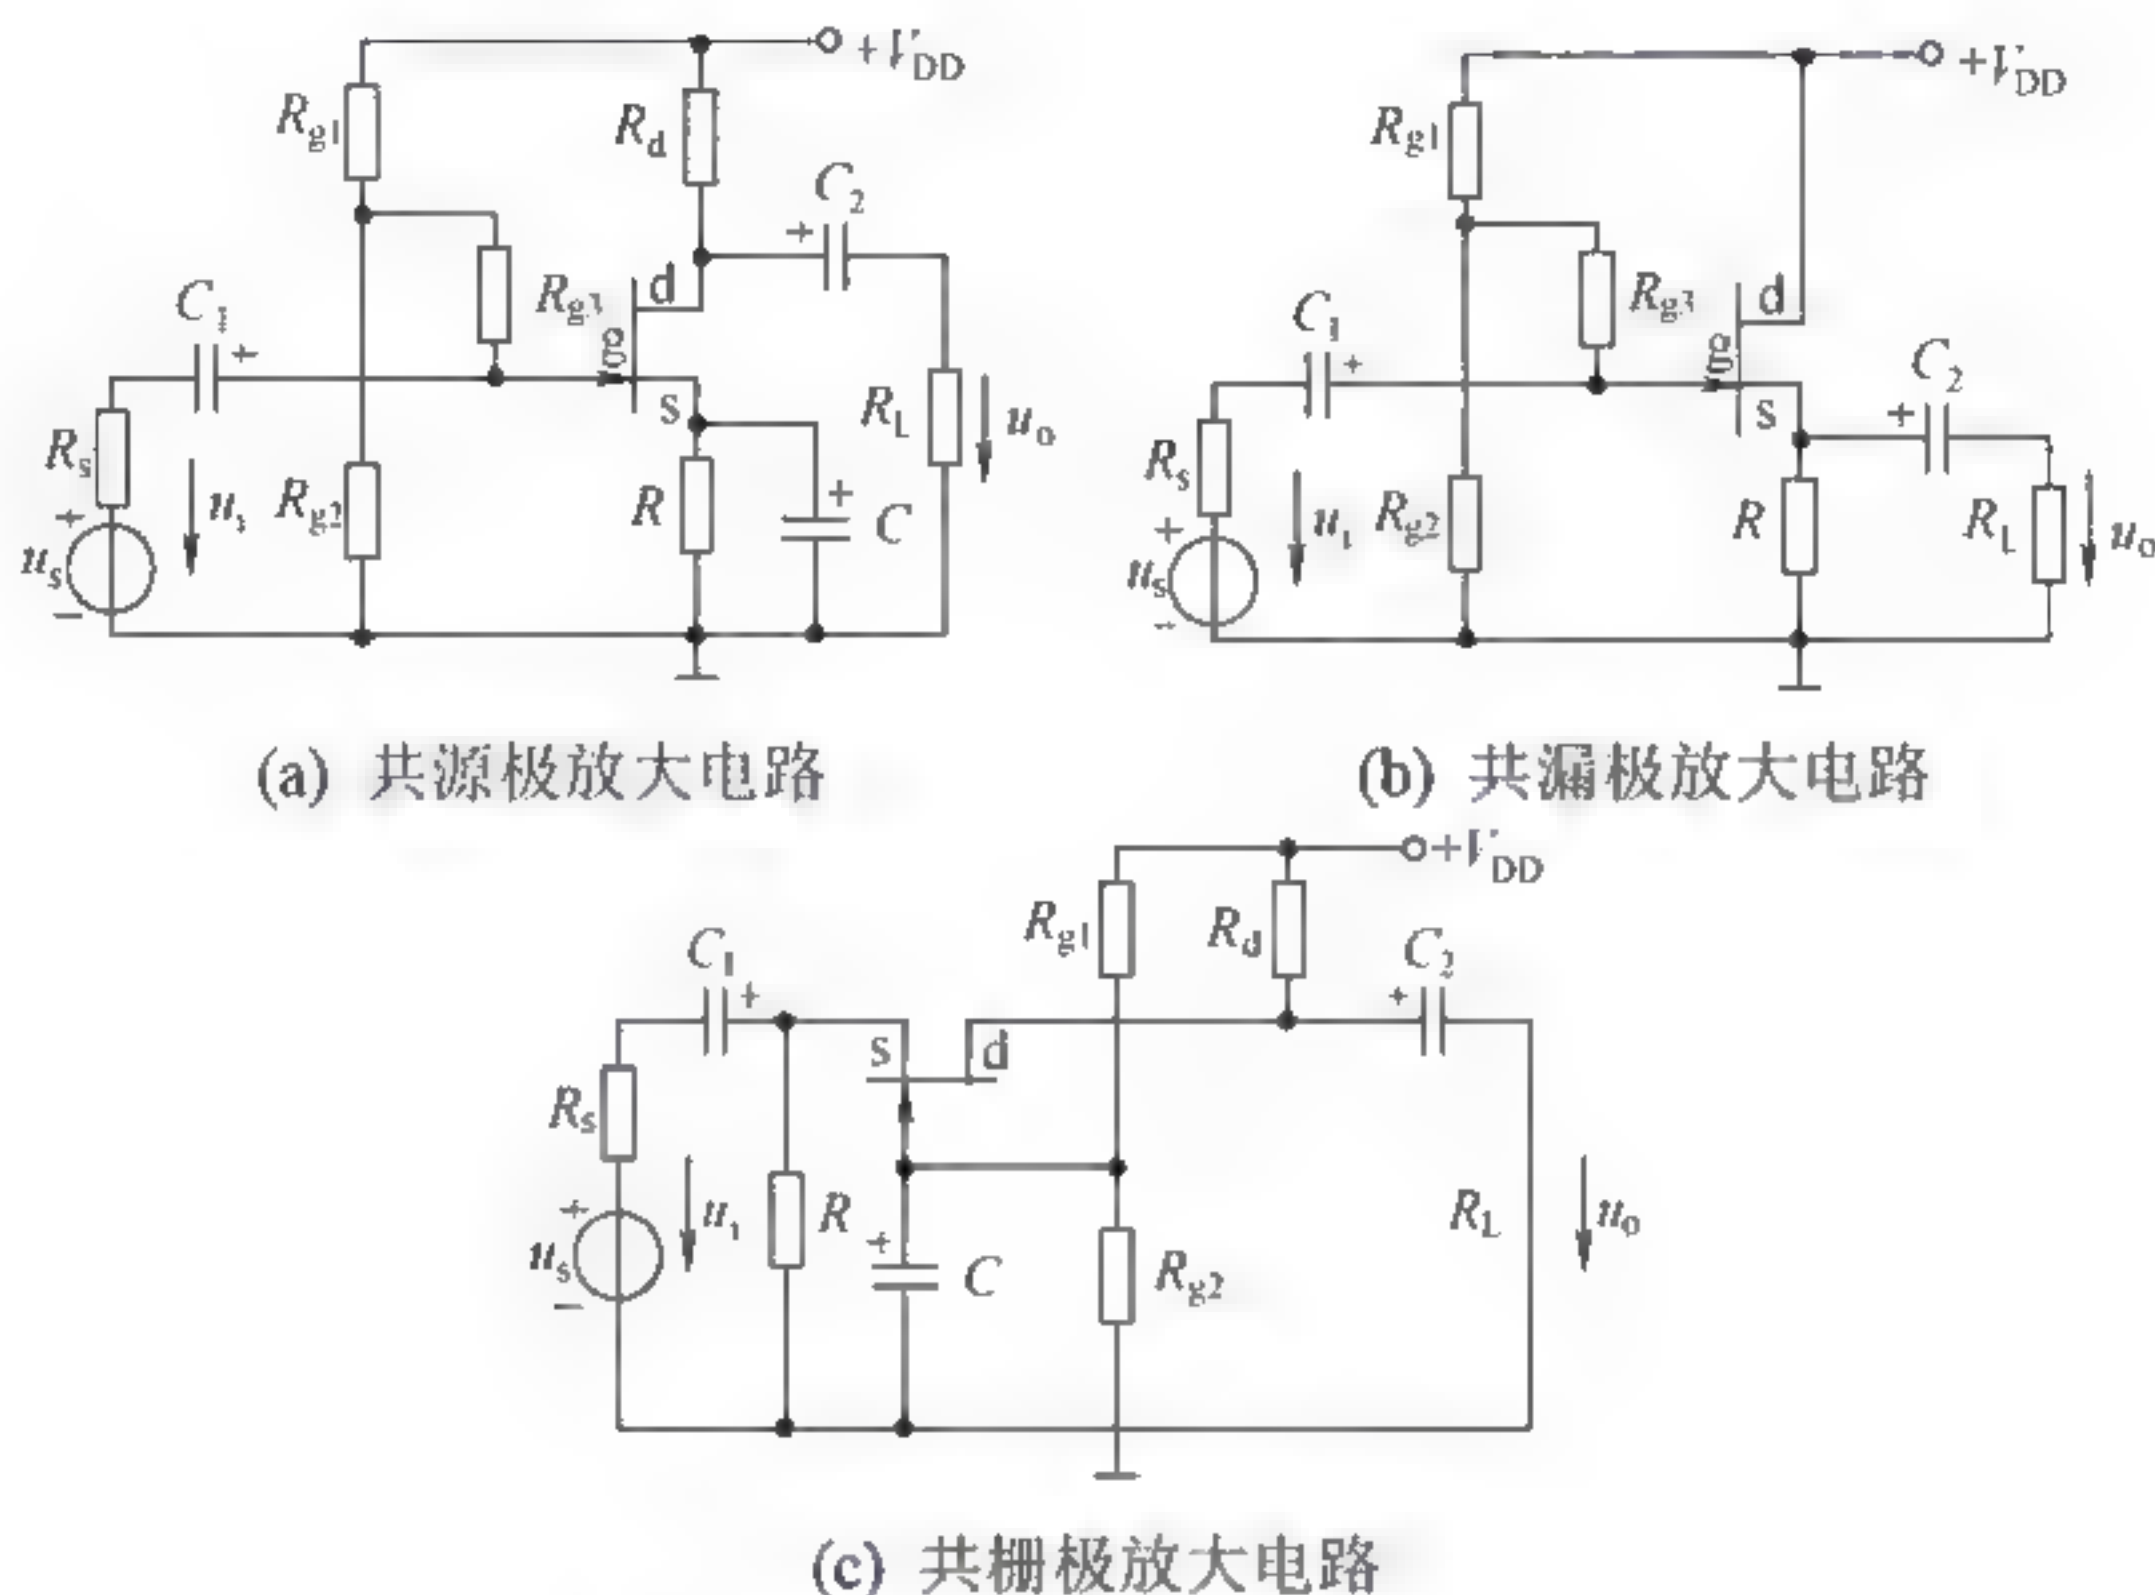 +V_DD
R_g1
R_d
C_2
+
R_g3
d
g
s
C_1
+
R_s
+
u_s
−
u_i
R_g2
R
+
C
R_L
u_o
(a) 共源极放大电路
+V_DD
R_g1
R_g3
d
g
s
C_1
+
C_2
+
R_s
+
u_s
-
u_i
R_g2
R
R_L
u_o
(b) 共漏极放大电路
+V_DD
R_g1
R_d
C_2
+
C_1
+
s
d
R_s
+
u_s
−
u_i
R
+
C
R_g2
R_L
u_o
(c) 共栅极放大电路